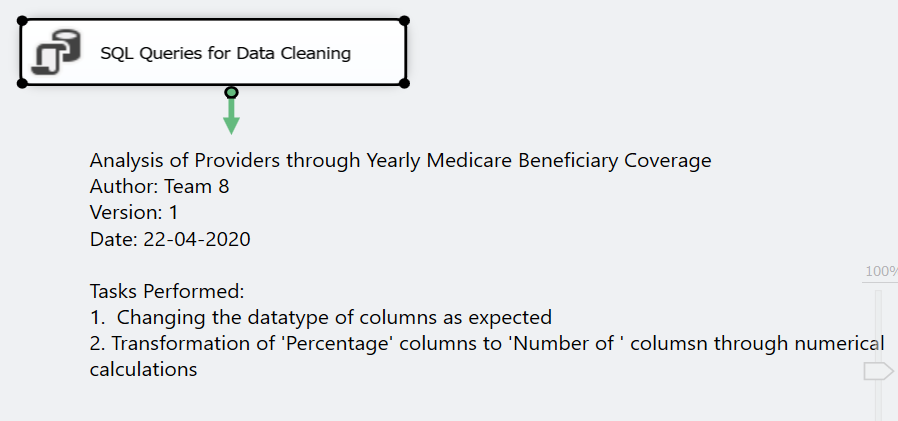 SQL Queries for Data Cleaning
Analysis of Providers through Yearly Medicare Beneficiary Coverage
Author: Team 8
Version: 1
Date: 22-04-2020
Tasks Performed:
1.  Changing the datatype of columns as expected
2. Transformation of 'Percentage' columns to 'Number of ' columsn through numerical
calculations
100%